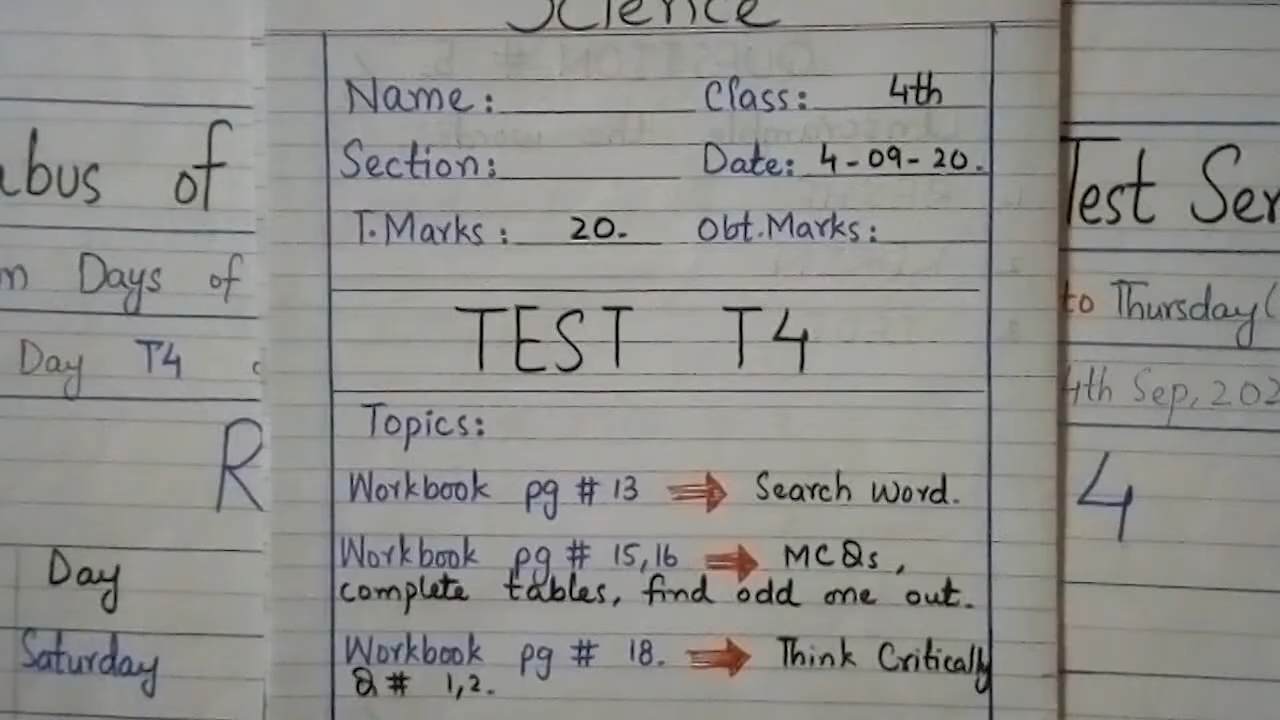 Science
Name: Class: 4th
Section: Date: 4-09-20.
T.Marks: 20. Obt.Marks:
TEST T4
Topics:
Workbook pg # 13 ⇒ Search Word.
Workbook pg # 15,16 ⇒ MCQs,
complete tables, find odd one out.
Workbook pg # 18. ⇒ Think Critically
Q # 1,2.
of
Days of
Day T4
R
Day
Saturday
Test Ser
to Thursday(
4th Sep, 202
4